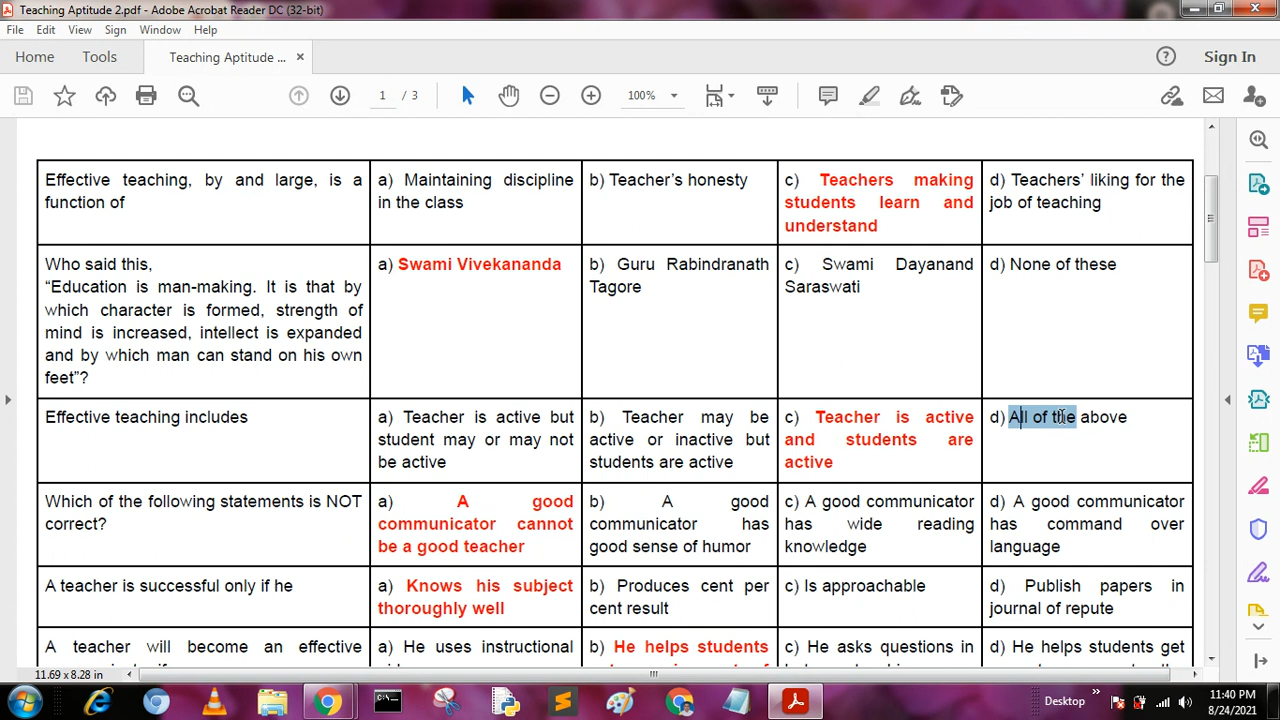 Teaching Aptitude 2.pdf - Adobe Acrobat Reader DC (32-bit)
File Edit View Sign Window Help
Home Tools Teaching Aptitude ... × Sign In
1 / 3 100%
Effective teaching, by and large, is a function of
a) Maintaining discipline in the class
b) Teacher's honesty
c) Teachers making students learn and understand
d) Teachers' liking for the job of teaching
Who said this,
“Education is man-making. It is that by which character is formed, strength of mind is increased, intellect is expanded and by which man can stand on his own feet”?
a) Swami Vivekananda
b) Guru Rabindranath Tagore
c) Swami Dayanand Saraswati
d) None of these
Effective teaching includes
a) Teacher is active but student may or may not be active
b) Teacher may be active or inactive but students are active
c) Teacher is active and students are active
d) All of the above
Which of the following statements is NOT correct?
a) A good communicator cannot be a good teacher
b) A good communicator has good sense of humor
c) A good communicator has wide reading knowledge
d) A good communicator has command over language
A teacher is successful only if he
a) Knows his subject thoroughly well
b) Produces cent per cent result
c) Is approachable
d) Publish papers in journal of repute
A teacher will become an effective
a) He uses instructional
b) He helps students
c) He asks questions in
d) He helps students get
11.69 x 8.28 in
Desktop
11:40 PM
8/24/2021